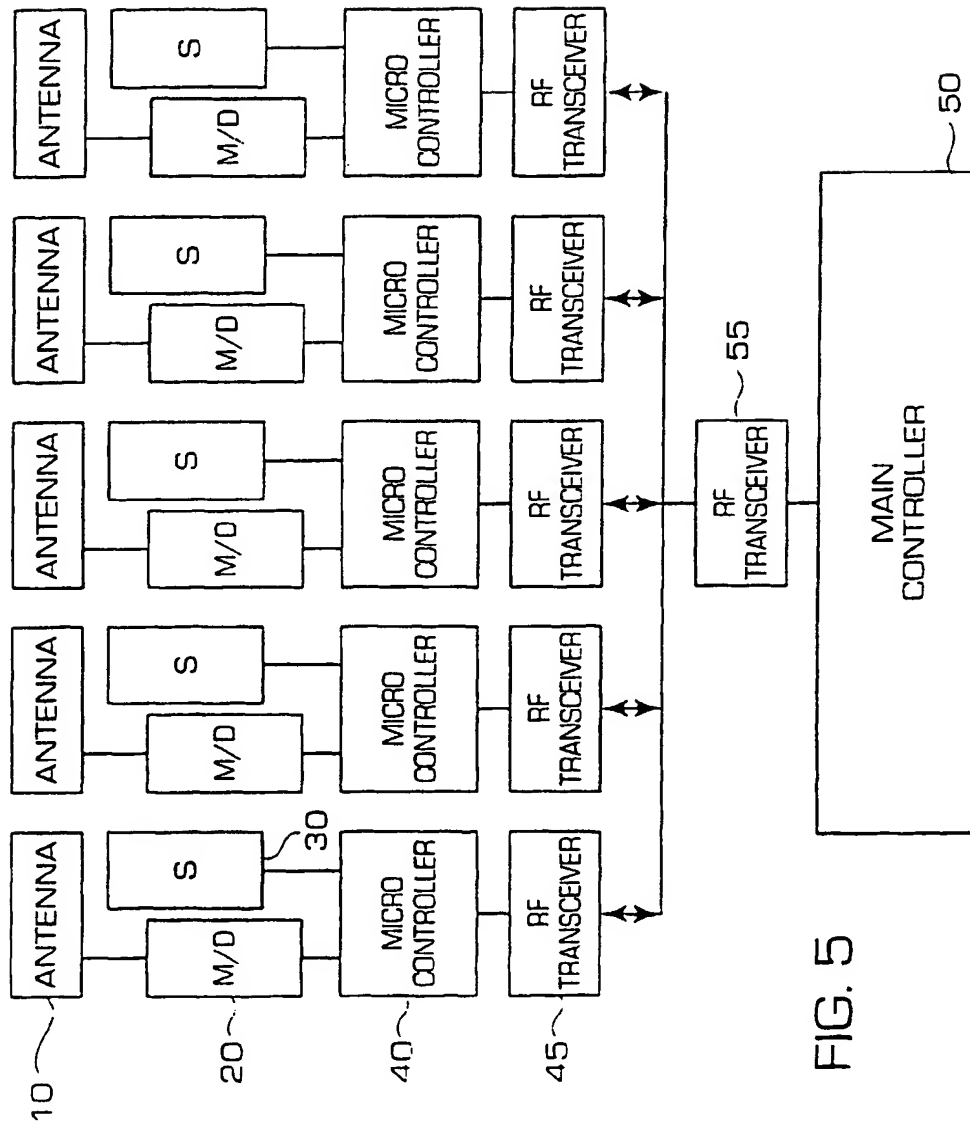 10
ANTENNA
ANTENNA
ANTENNA
ANTENNA
ANTENNA
S
S
S
S
S
30
20
M/D
M/D
M/D
M/D
M/D
40
MICRO
CONTROLLER
MICRO
CONTROLLER
MICRO
CONTROLLER
MICRO
CONTROLLER
MICRO
CONTROLLER
45
RF
TRANSCEIVER
RF
TRANSCEIVER
RF
TRANSCEIVER
RF
TRANSCEIVER
RF
TRANSCEIVER
RF
TRANSCEIVER
55
MAIN
CONTROLLER
50
FIG. 5